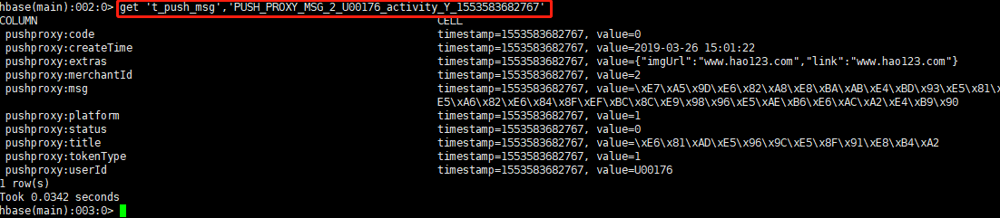 hbase(main):002:0> get 't_push_msg','PUSH_PROXY_MSG_2_U00176_activity_Y_1553583682767'
COLUMN CELL
pushproxy:code timestamp=1553583682767, value=0
pushproxy:createTime timestamp=1553583682767, value=2019-03-26 15:01:22
pushproxy:extras timestamp=1553583682767, value={"imgUrl":"www.hao123.com","link":"www.hao123.com"}
pushproxy:merchantId timestamp=1553583682767, value=2
pushproxy:msg timestamp=1553583682767, value=\xE7\xA5\x9D\xE6\x82\xA8\xE8\xBA\xAB\xE4\xBD\x93\xE5\x81\
E5\xA6\x82\xE6\x84\x8F\xEF\xBC\x8C\xE9\x98\x96\xE5\xAE\xB6\xE6\xAC\xA2\xE4\xB9\x90
pushproxy:platform timestamp=1553583682767, value=1
pushproxy:status timestamp=1553583682767, value=0
pushproxy:title timestamp=1553583682767, value=\xE6\x81\xAD\xE5\x96\x9C\xE5\x8F\x91\xE8\xB4\xA2
pushproxy:tokenType timestamp=1553583682767, value=1
pushproxy:userId timestamp=1553583682767, value=U00176
1 row(s)
Took 0.0342 seconds
hbase(main):003:0>